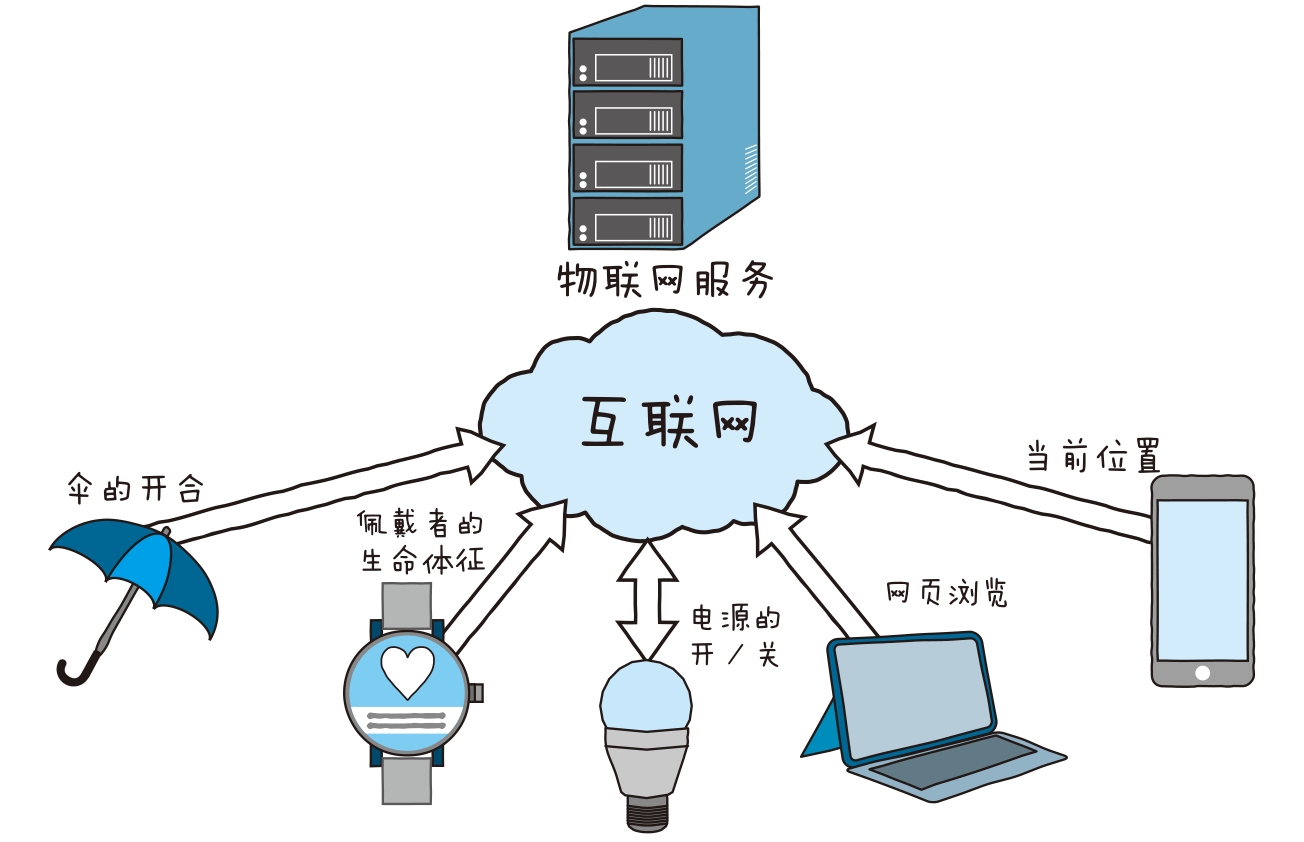 物联网服务
互联网
当前位置
伞的开合
佩戴者的
生命体征
网页浏览
电源的
开／关